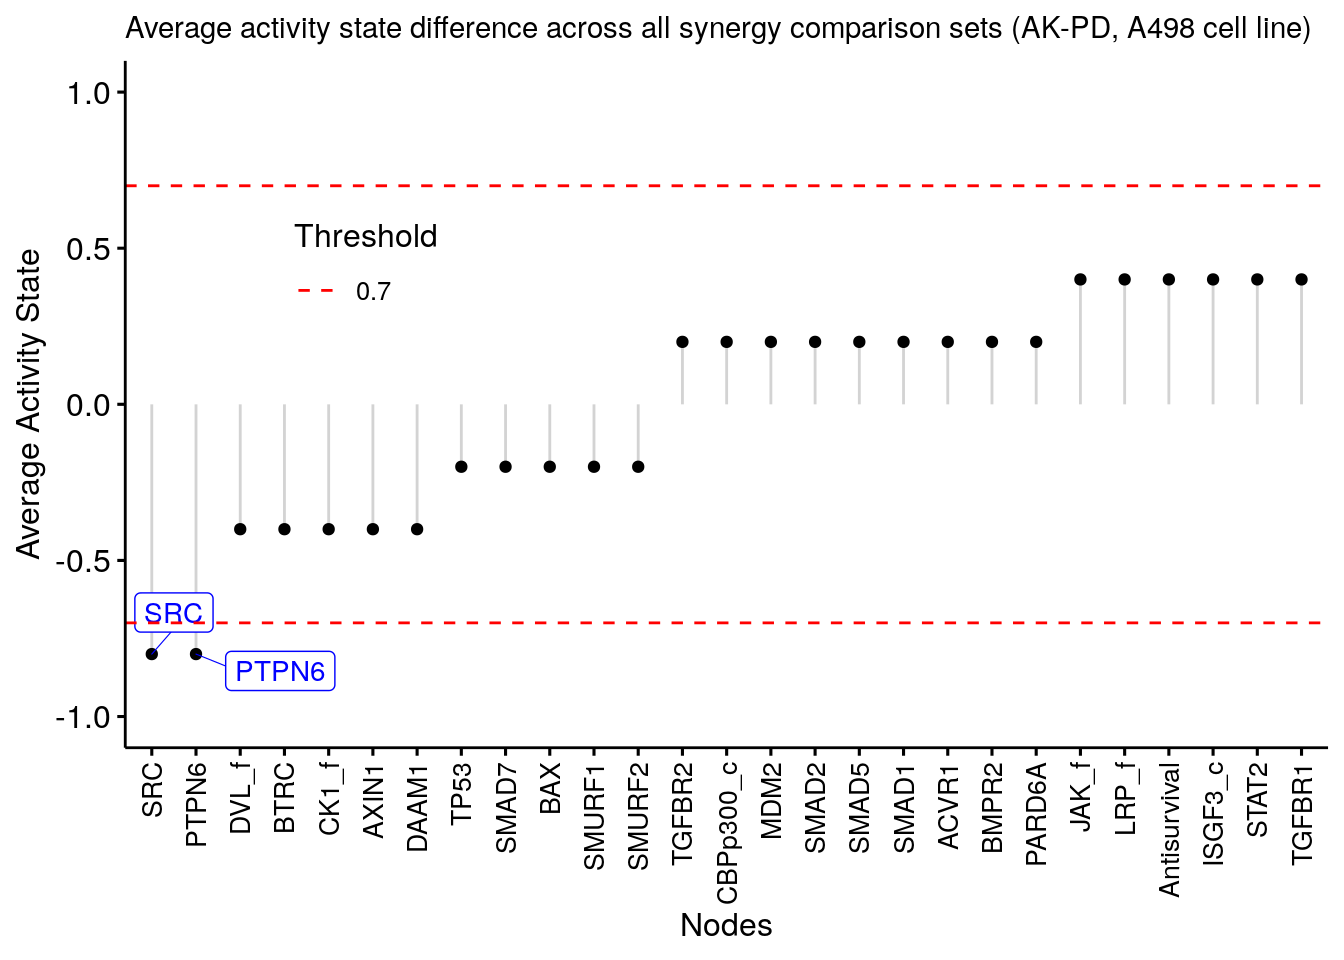 Average activity state difference across all synergy comparison sets (AK-PD, A498 cell line)
Average Activity State
1.0
0.5
0.0
-0.5
-1.0
Threshold
0.7
SRC
PTPN6
SRC
PTPN6
DVL_f
BTRC
CK1_f
AXIN1
DAAM1
TP53
SMAD7
BAX
SMURF1
SMURF2
TGFBR2
CBPp300_c
MDM2
SMAD2
SMAD5
SMAD1
ACVR1
BMPR2
PARD6A
JAK_f
LRP_f
Antisurvival
ISGF3_c
STAT2
TGFBR1
Nodes